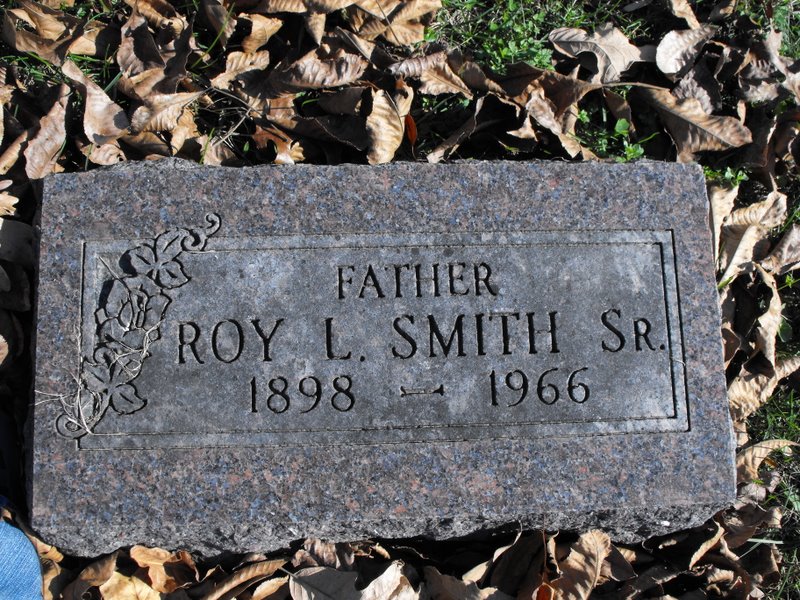 FATHER
ROY L. SMITH SR.
1898 – 1966